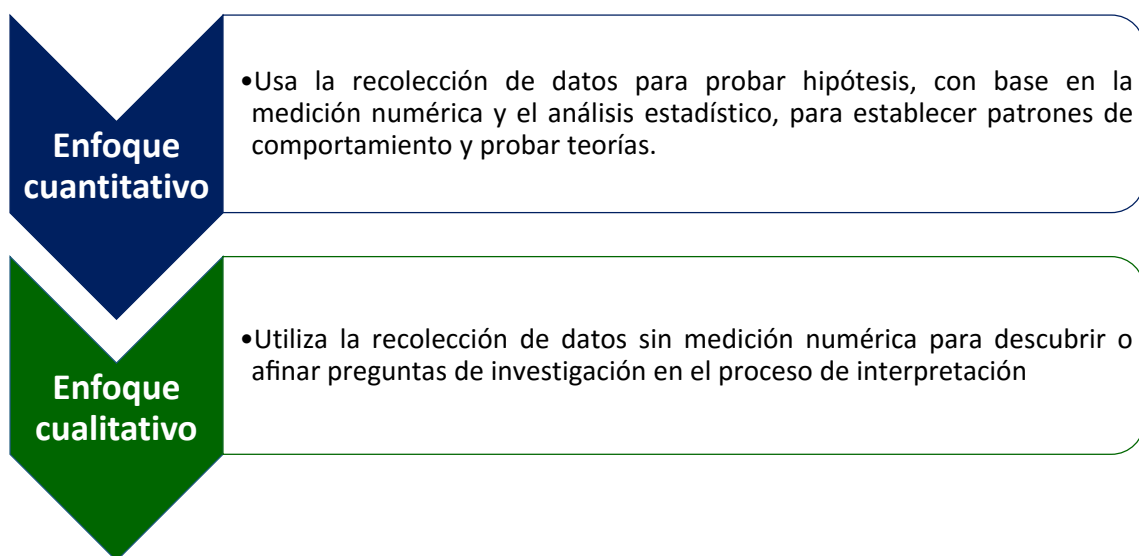 Enfoque
cuantitativo
•Usa la recolección de datos para probar hipótesis, con base en la
medición numérica y el análisis estadístico, para establecer patrones de
comportamiento y probar teorías.
Enfoque
cualitativo
•Utiliza la recolección de datos sin medición numérica para descubrir o
afinar preguntas de investigación en el proceso de interpretación